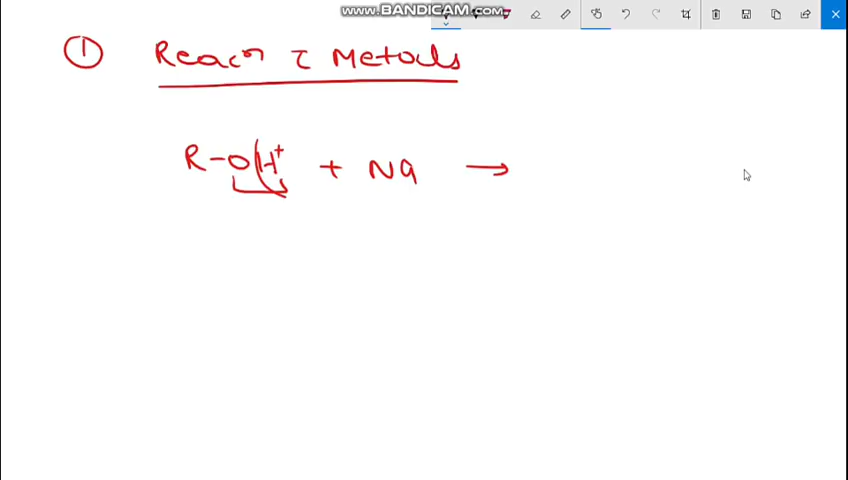 www.BANDICAM.com
① Reacn c̄ Metals
R-OH⁺ + Na →